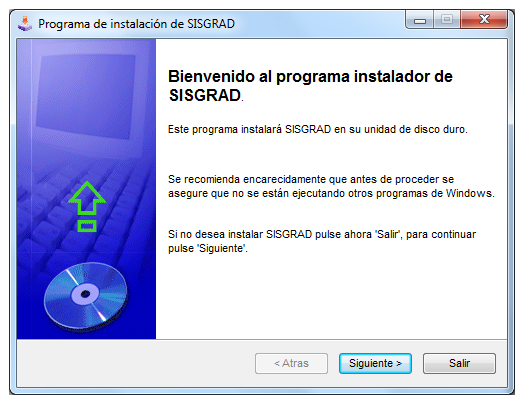 Programa de instalación de SISGRAD
Bienvenido al programa instalador de
SISGRAD.
Este programa instalará SISGRAD en su unidad de disco duro.
Se recomienda encarecidamente que antes de proceder se
asegure que no se están ejecutando otros programas de Windows.
Si no desea instalar SISGRAD pulse ahora 'Salir', para continuar
pulse 'Siguiente'.
< Atras
Siguiente >
Salir